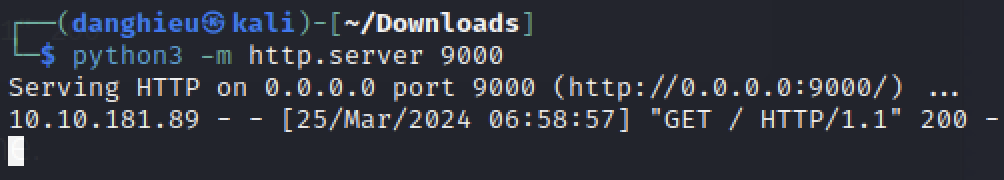 ┌──(danghieu㉿kali)-[~/Downloads]
└─$ python3 -m http.server 9000
Serving HTTP on 0.0.0.0 port 9000 (http://0.0.0.0:9000/) ...
10.10.181.89 - - [25/Mar/2024 06:58:57] "GET / HTTP/1.1" 200 -